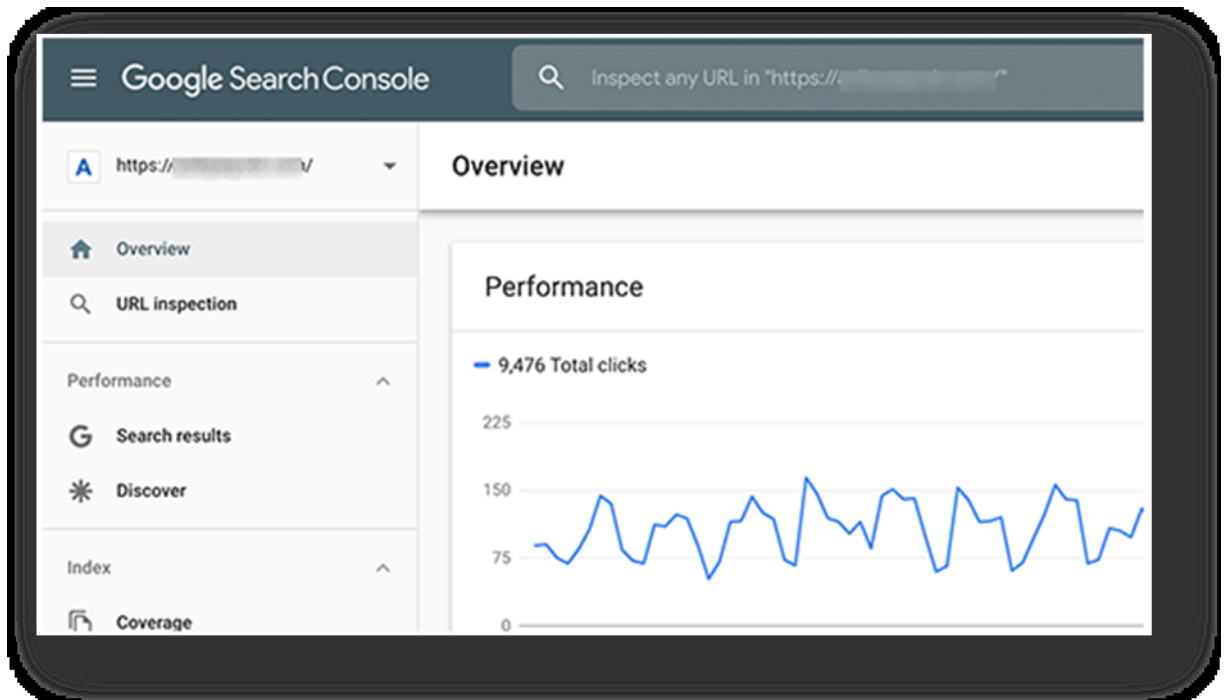 Google Search Console
Inspect any URL in "https://
A
https://
Overview
Overview
URL inspection
Performance
Search results
Discover
Index
Coverage
Performance
9,476 Total clicks
225
150
75
0